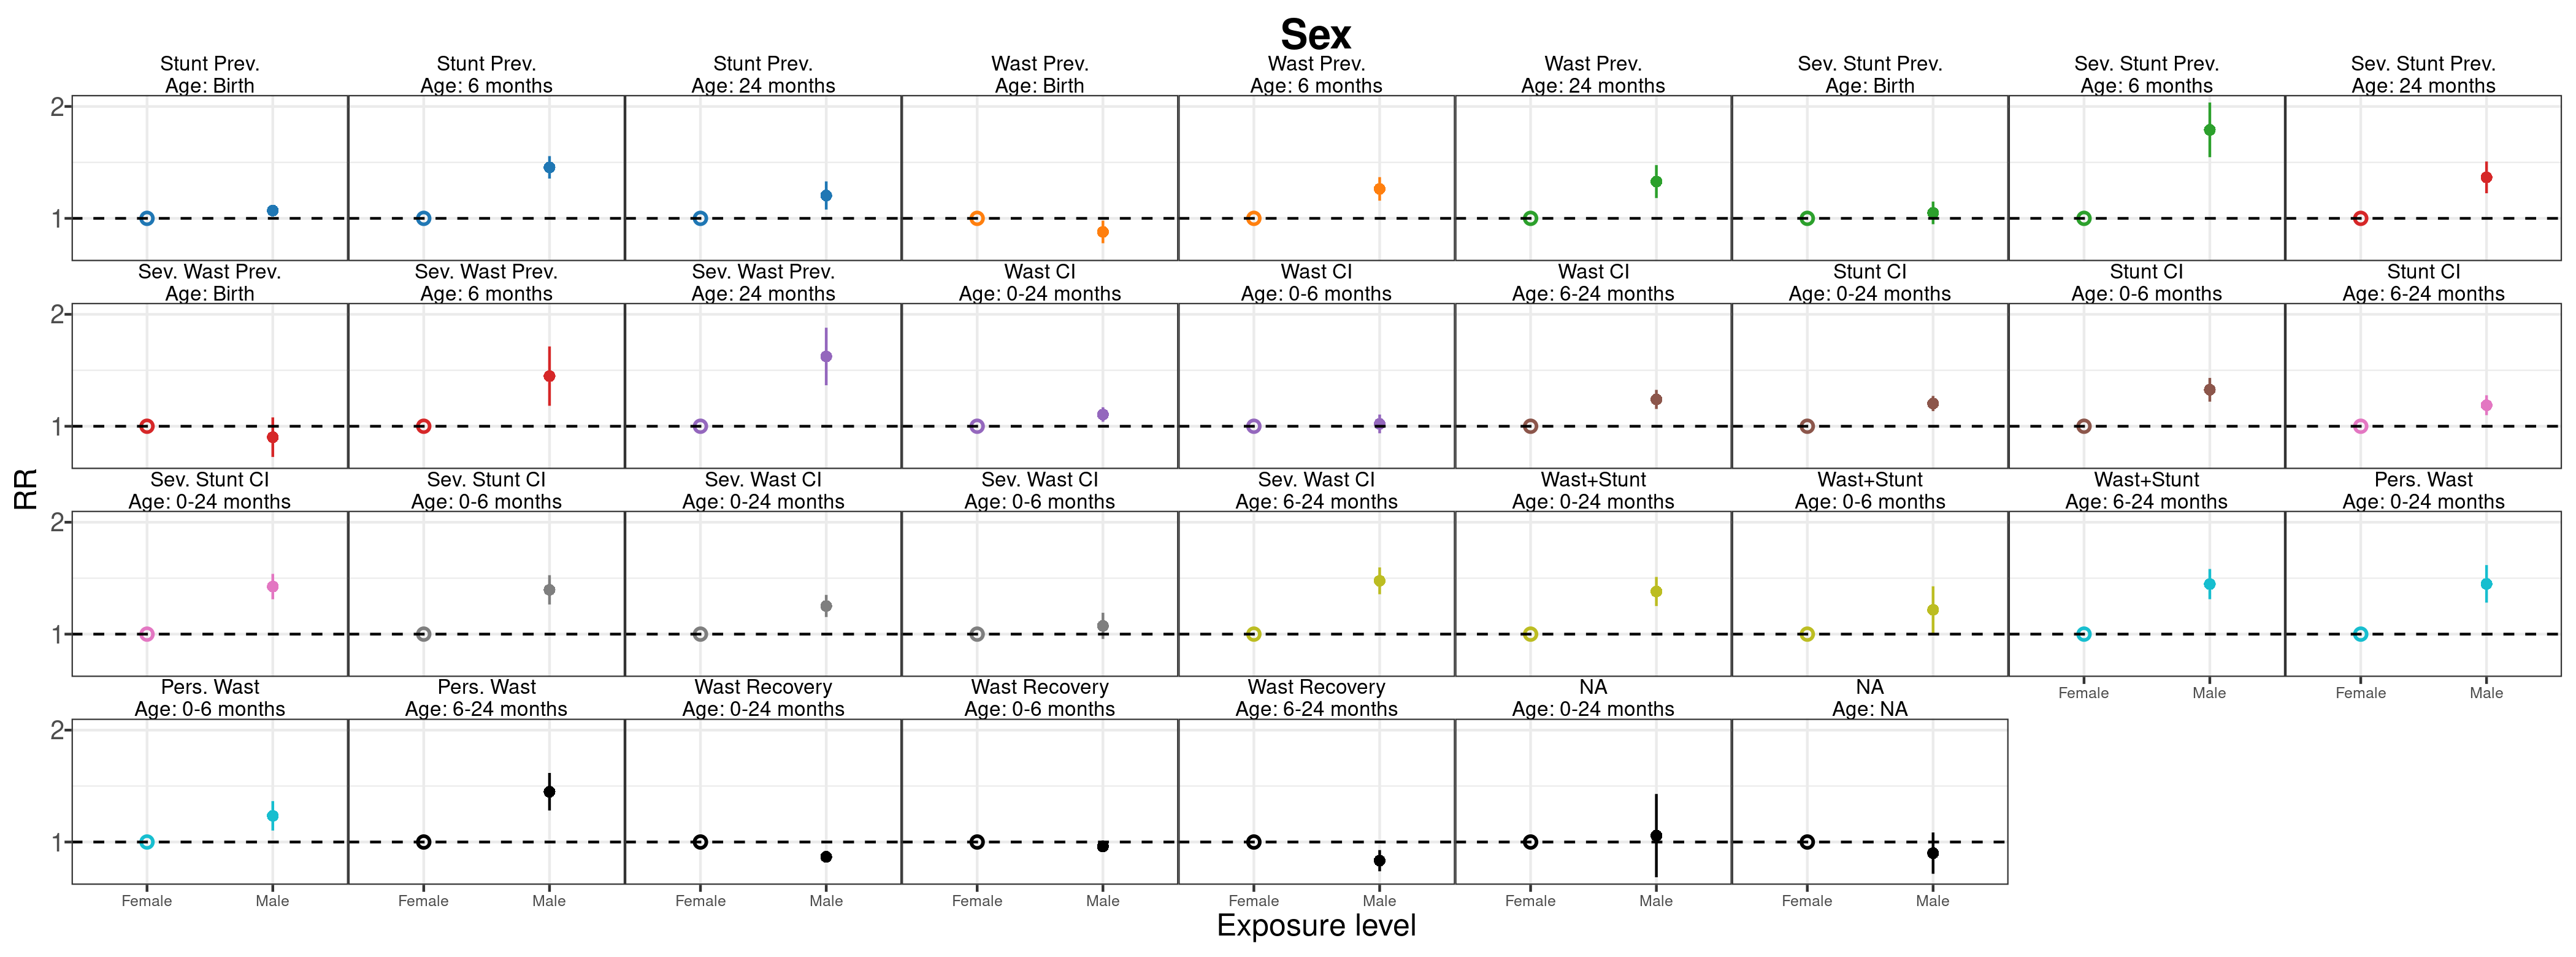 Sex
Stunt Prev. Stunt Prev. Stunt Prev. Wast Prev. Wast Prev. Wast Prev. Sev. Stunt Prev. Sev. Stunt Prev. Sev. Stunt Prev.
Age: Birth Age: 6 months Age: 24 months Age: Birth Age: 6 months Age: 24 months Age: Birth Age: 6 months Age: 24 months
2
1
Sev. Wast Prev. Sev. Wast Prev. Sev. Wast Prev. Wast CI Wast CI Wast CI Stunt CI Stunt CI Stunt CI
Age: Birth Age: 6 months Age: 24 months Age: 0-24 months Age: 0-6 months Age: 6-24 months Age: 0-24 months Age: 0-6 months Age: 6-24 months
2
1
RR
Sev. Stunt CI Sev. Stunt CI Sev. Wast CI Sev. Wast CI Sev. Wast CI Wast+Stunt Wast+Stunt Wast+Stunt Pers. Wast
Age: 0-24 months Age: 0-6 months Age: 0-24 months Age: 0-6 months Age: 6-24 months Age: 0-24 months Age: 0-6 months Age: 6-24 months Age: 0-24 months
2
1
Female Male Female Male
Pers. Wast Pers. Wast Wast Recovery Wast Recovery Wast Recovery NA NA
Age: 0-6 months Age: 6-24 months Age: 0-24 months Age: 0-6 months Age: 6-24 months Age: 0-24 months Age: NA
2
1
Female Male Female Male Female Male Female Male Female Male Female Male Female Male
Exposure level